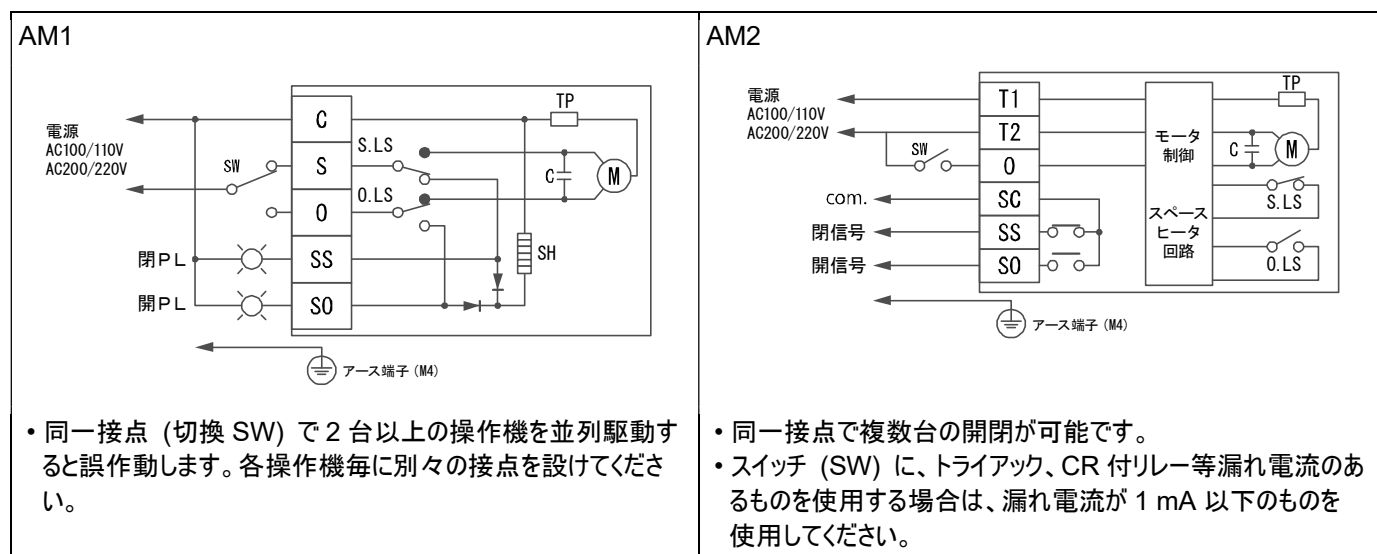 AM1
電源
AC100/110V
AC200/220V
SW
C
S
O
SS
SO
S.LS
O.LS
TP
C
M
SH
閉PL
開PL
アース端子 (M4)
• 同一接点 (切換 SW) で 2 台以上の操作機を並列駆動す
ると誤作動します。各操作機毎に別々の接点を設けてくださ
い。
AM2
電源
AC100/110V
AC200/220V
SW
com.
閉信号
開信号
T1
T2
O
SC
SS
SO
モータ
制御
スペース
ヒータ
回路
TP
C
M
S.LS
O.LS
アース端子 (M4)
• 同一接点で複数台の開閉が可能です。
• スイッチ (SW) に、トライアック、CR 付リレー等漏れ電流のあ
るものを使用する場合は、漏れ電流が 1 mA 以下のものを
使用してください。